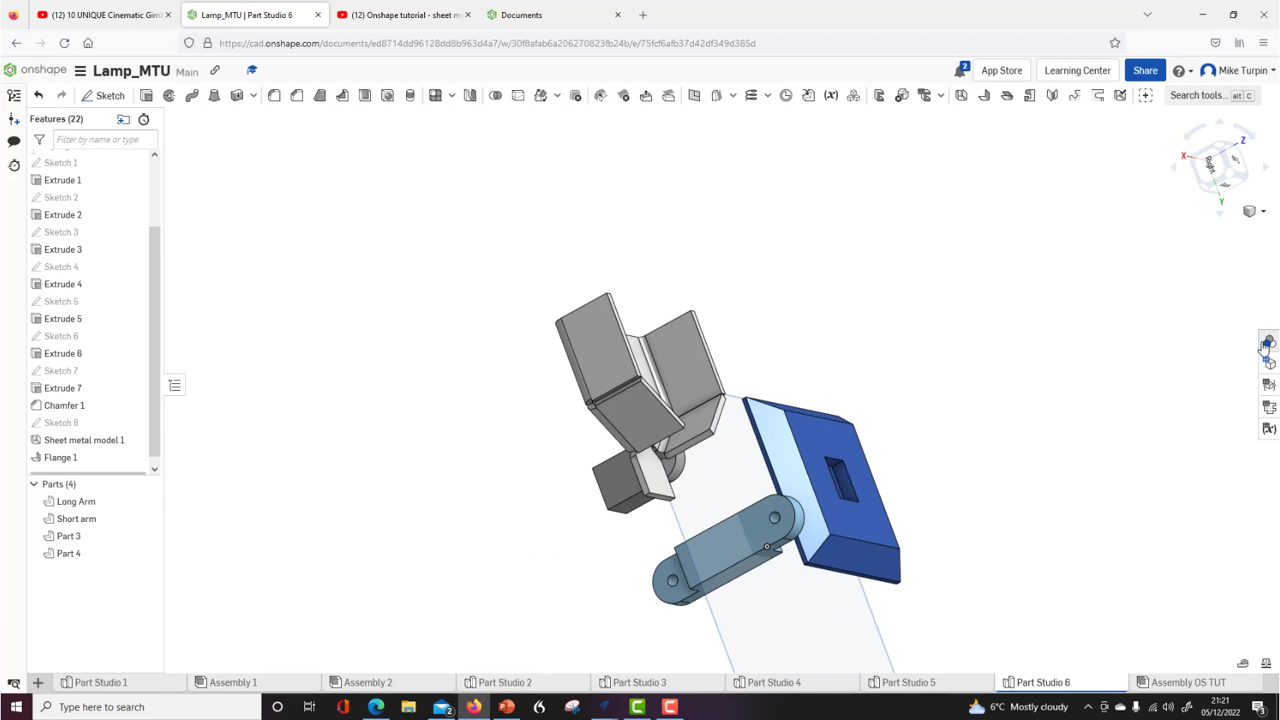 (12) 10 UNIQUE Cinematic Gim
Lamp_MTU | Part Studio 6
(12) Onshape tutorial - sheet m
Documents
https://cad.onshape.com/documents/ed8714dd96128dd8b963d4a7/w/30f8afab6a206270823fb24b/e/75fcf6afb37d42df349d385d
onshape
Lamp_MTU
Main
2
App Store
Learning Center
Share
Mike Turpin
Sketch
Search tools...
alt
C
Features (22)
Filter by name or type
Sketch 1
Extrude 1
Sketch 2
Extrude 2
Sketch 3
Extrude 3
Sketch 4
Extrude 4
Sketch 5
Extrude 5
Sketch 6
Extrude 6
Sketch 7
Extrude 7
Chamfer 1
Sketch 8
Sheet metal model 1
Flange 1
Parts (4)
Long Arm
Short arm
Part 3
Part 4
X
Z
Right
Y
Part Studio 1
Assembly 1
Assembly 2
Part Studio 2
Part Studio 3
Part Studio 4
Part Studio 5
Part Studio 6
Assembly OS TUT
Type here to search
6°C Mostly cloudy
21:21
05/12/2022